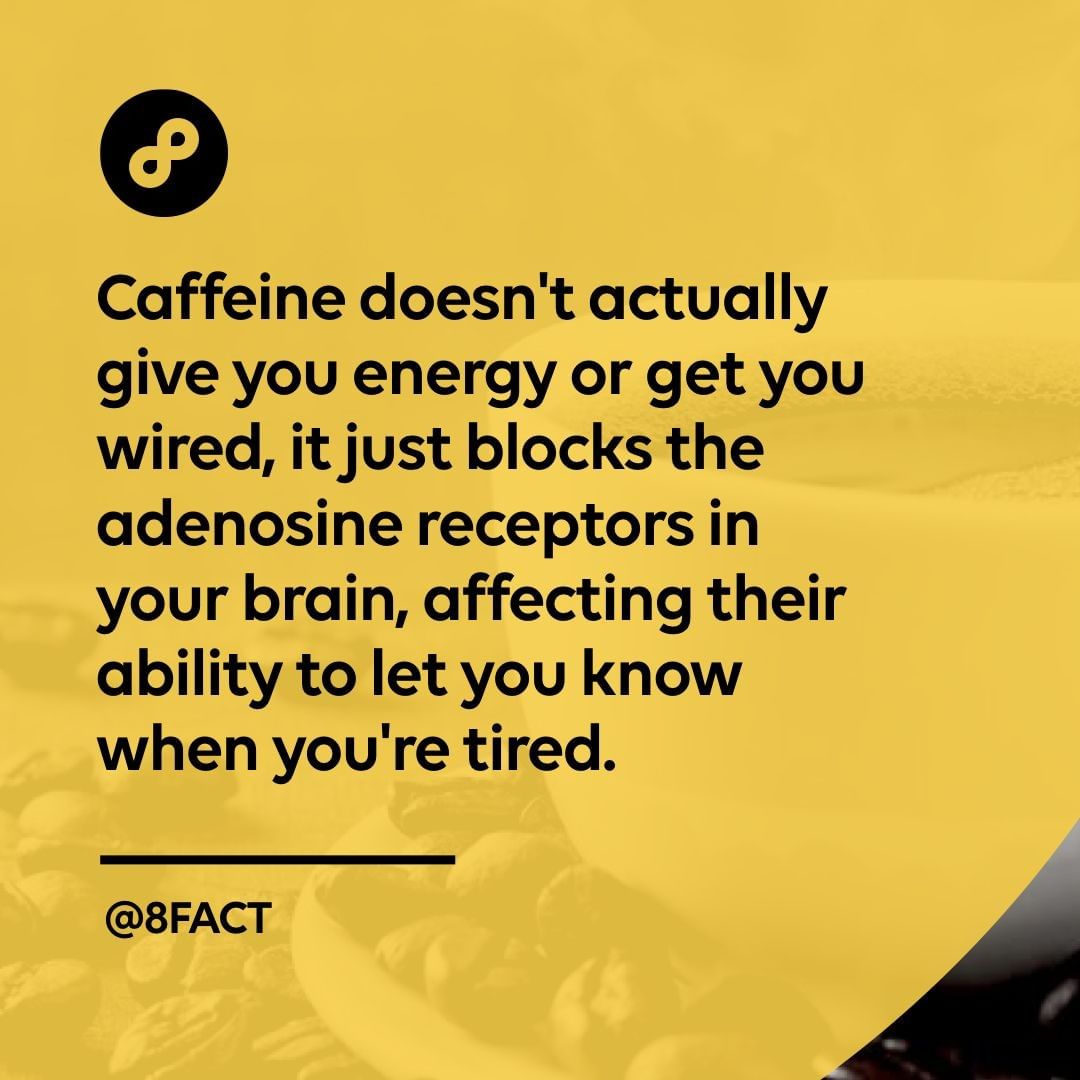 Caffeine doesn't actually
give you energy or get you
wired, it just blocks the
adenosine receptors in
your brain, affecting their
ability to let you know
when you're tired.
@8FACT